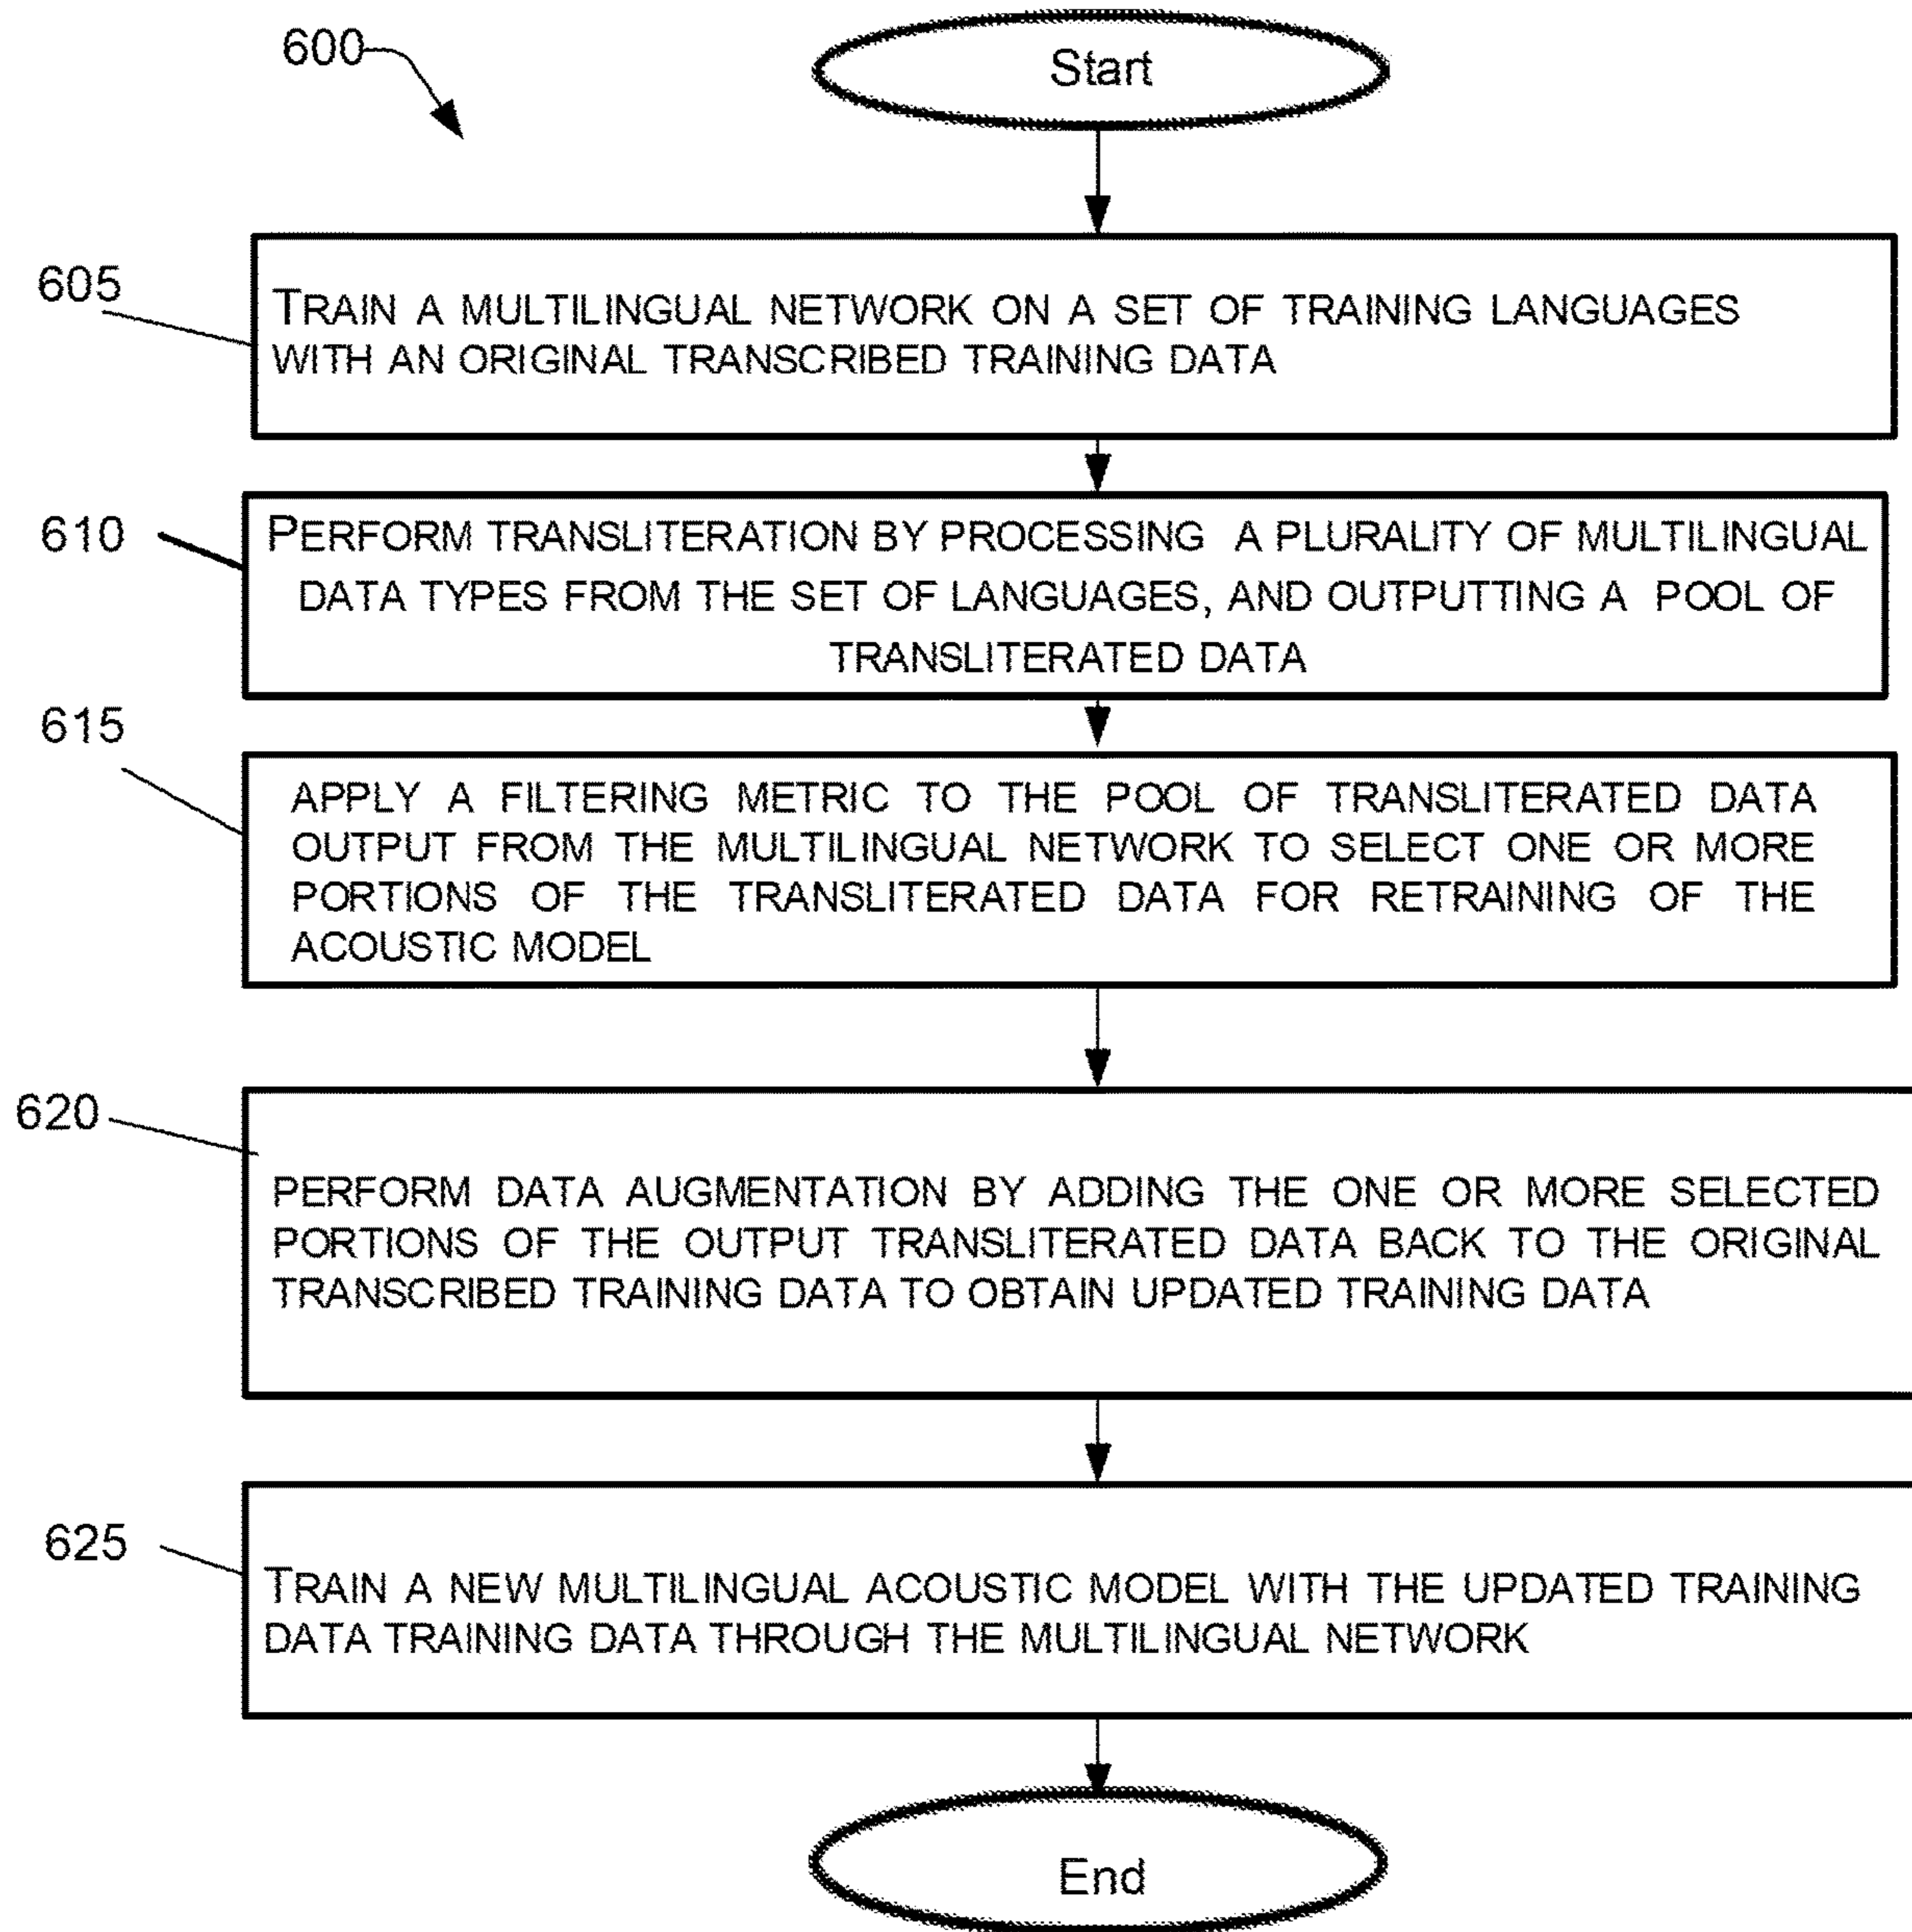 600
Start
605
TRAIN A MULTILINGUAL NETWORK ON A SET OF TRAINING LANGUAGES
WITH AN ORIGINAL TRANSCRIBED TRAINING DATA
610
PERFORM TRANSLITERATION BY PROCESSING A PLURALITY OF MULTILINGUAL
DATA TYPES FROM THE SET OF LANGUAGES, AND OUTPUTTING A POOL OF
TRANSLITERATED DATA
615
APPLY A FILTERING METRIC TO THE POOL OF TRANSLITERATED DATA
OUTPUT FROM THE MULTILINGUAL NETWORK TO SELECT ONE OR MORE
PORTIONS OF THE TRANSLITERATED DATA FOR RETRAINING OF THE
ACOUSTIC MODEL
620
PERFORM DATA AUGMENTATION BY ADDING THE ONE OR MORE SELECTED
PORTIONS OF THE OUTPUT TRANSLITERATED DATA BACK TO THE ORIGINAL
TRANSCRIBED TRAINING DATA TO OBTAIN UPDATED TRAINING DATA
625
TRAIN A NEW MULTILINGUAL ACOUSTIC MODEL WITH THE UPDATED TRAINING
DATA TRAINING DATA THROUGH THE MULTILINGUAL NETWORK
End